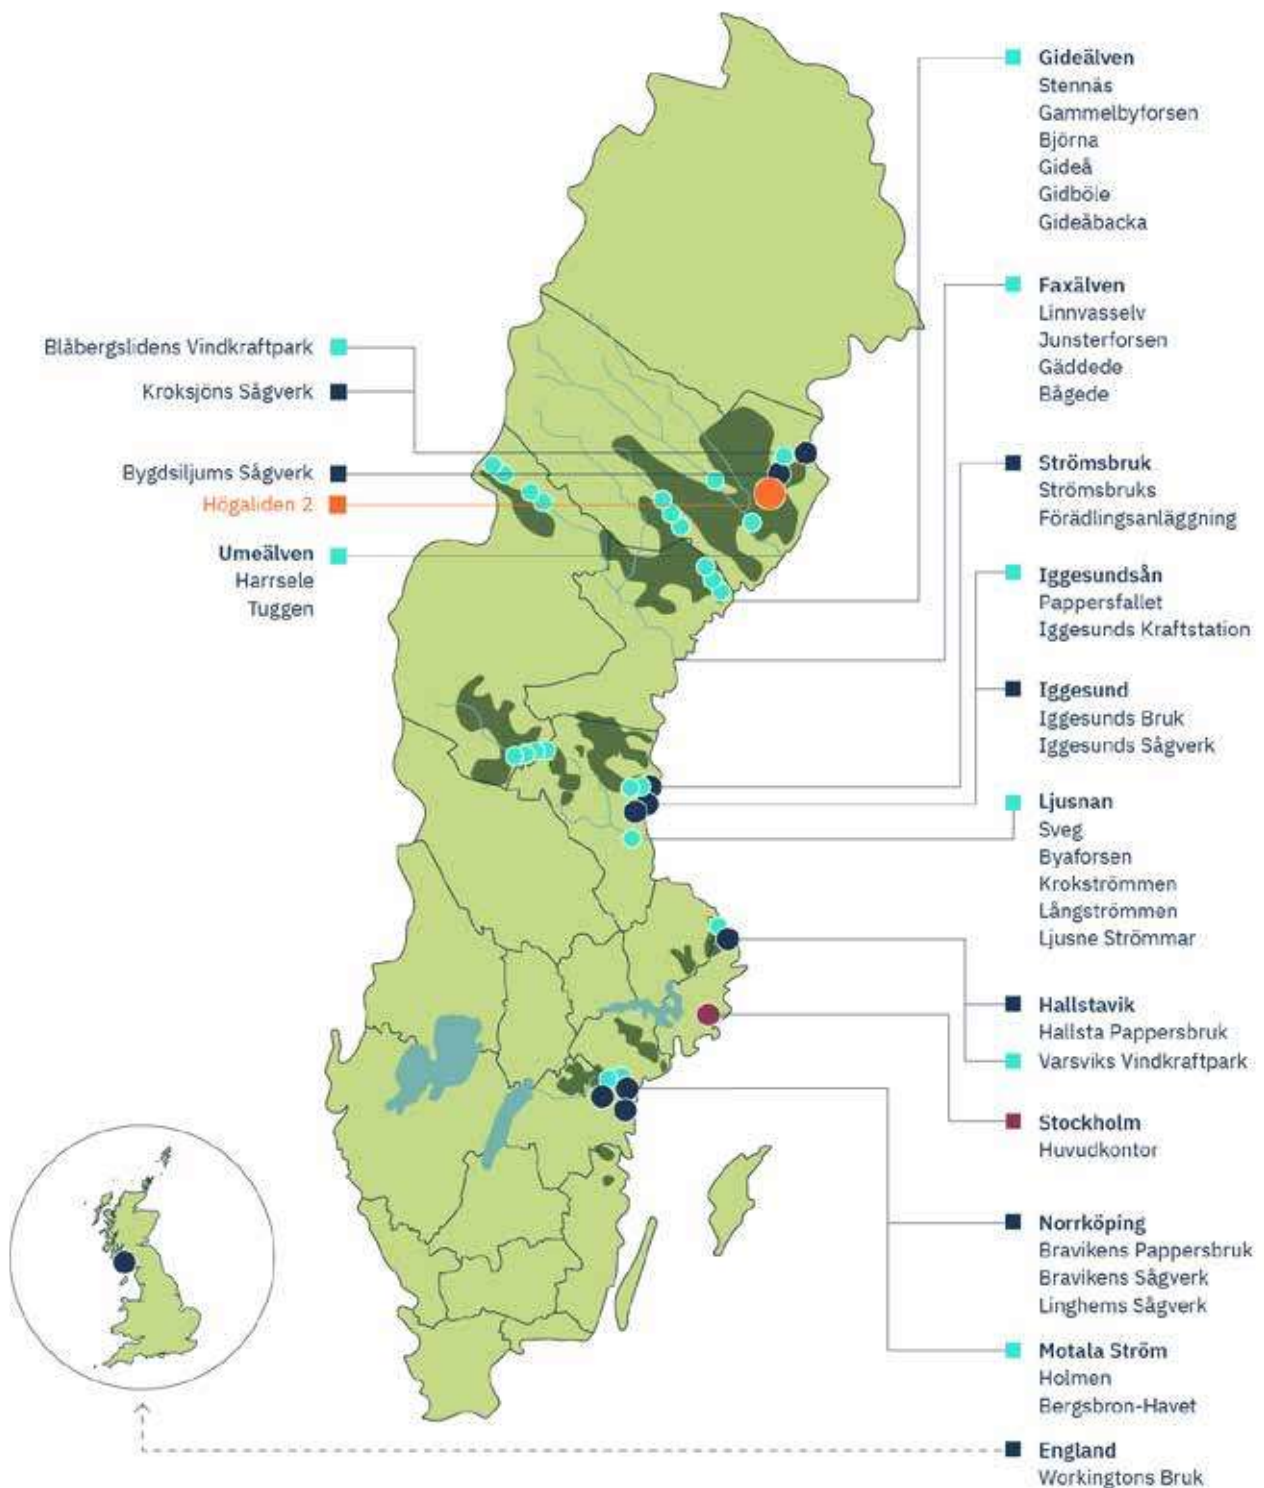 Blåbergslidens Vindkraftpark
Kroksjöns Sågverk
Bygdsiljums Sågverk
Högaliden 2
Umeälven
Harrsele
Tuggen
Gideälven
Stennäs
Gammelbyforsen
Björna
Gideå
Gidböle
Gideåbacka
Faxälven
Linnvasselv
Junsterforsen
Gäddede
Bågede
Strömsbruk
Strömsbruks
Förädlingsanläggning
Iggesundsån
Pappersfallet
Iggesunds Kraftstation
Iggesund
Iggesunds Bruk
Iggesunds Sågverk
Ljusnan
Sveg
Byaforsen
Krokströmmen
Långströmmen
Ljusne Strömmar
Hallstavik
Hallsta Pappersbruk
Varsviks Vindkraftpark
Stockholm
Huvudkontor
Norrköping
Bravikens Pappersbruk
Bravikens Sågverk
Linghems Sågverk
Motala Ström
Holmen
Bergsbron-Havet
England
Workingtons Bruk